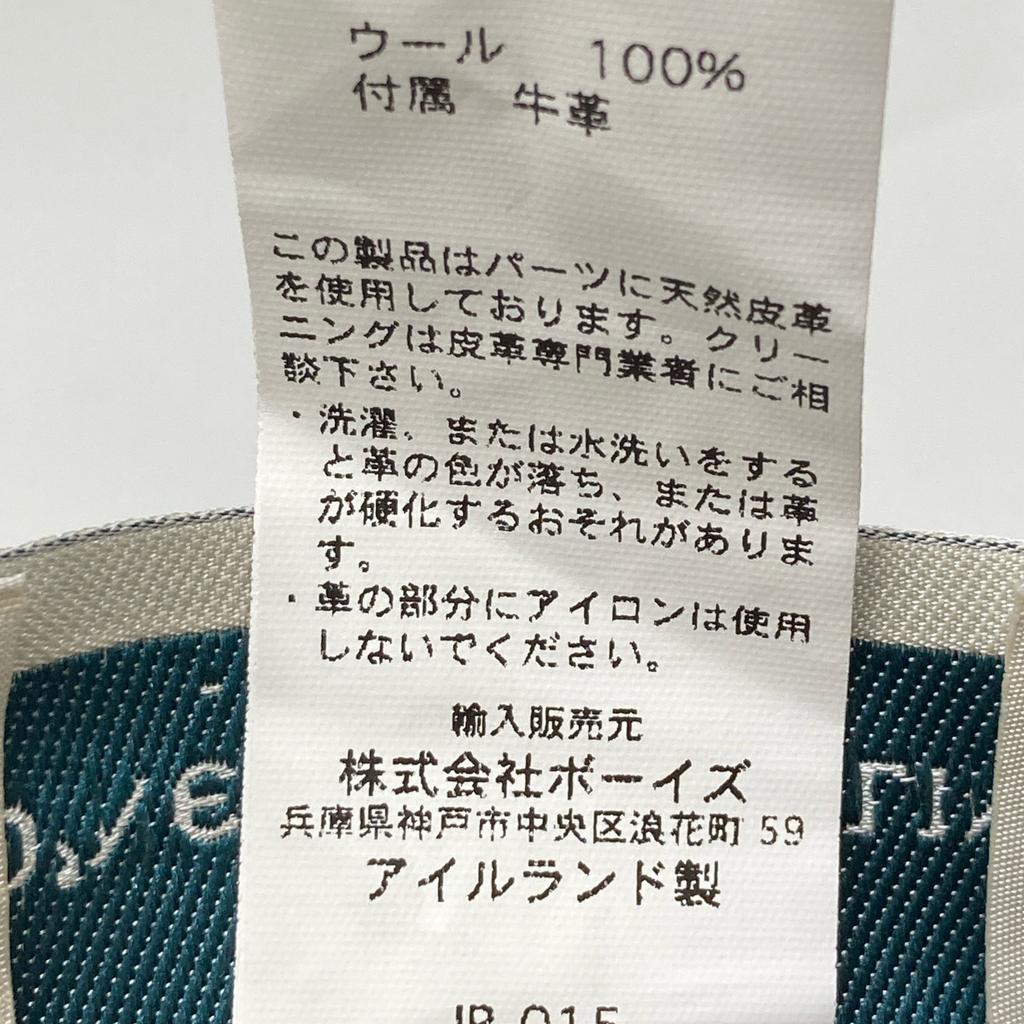 ウール 100%
付属 牛革
この製品はパーツに天然皮革
を使用しております。クリー
ニングは皮革専門業者にご相
談下さい。
・洗濯、または水洗いをする
と革の色が落ち、または革
が硬化するおそれがありま
す。
・革の部分にアイロンは使用
しないでください。
輸入販売元
株式会社ボーイズ
兵庫県神戸市中央区浪花町 59
アイルランド製